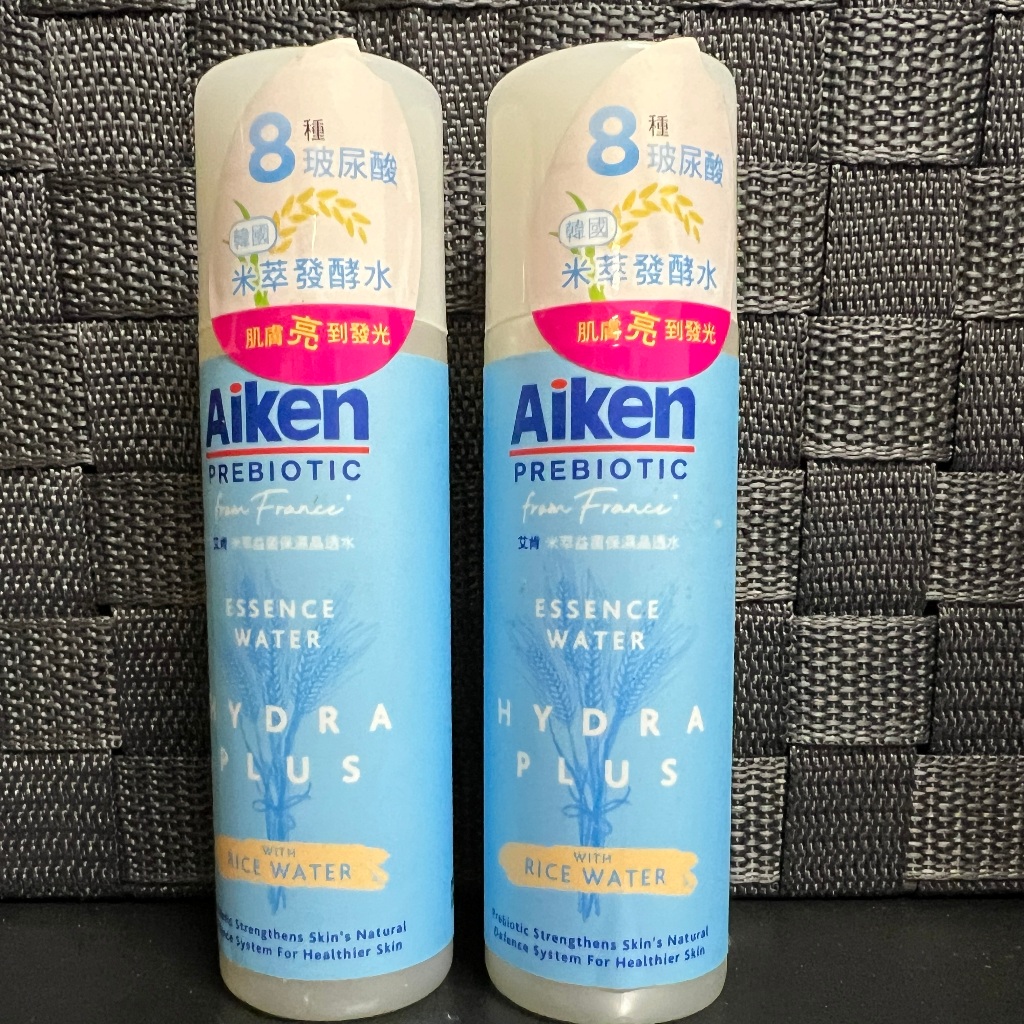 8種
玻尿酸
韓國
米萃發酵水
肌膚亮到發光
Aiken
PREBIOTIC
from France*
艾肯 米萃益菌保濕晶透水
ESSENCE
WATER
HYDRA
PLUS
WITH
RICE WATER
Strengthens Skin's Natural
System For Healthier Skin
8種
玻尿酸
韓國
米萃發酵水
肌膚亮到發光
Aiken
PREBIOTIC
from France*
艾肯 米萃益菌保濕晶透水
ESSENCE
WATER
HYDRA
PLUS
WITH
RICE WATER
Prebiotic Strengthens Skin's Natural
Defence System For Healthier Skin